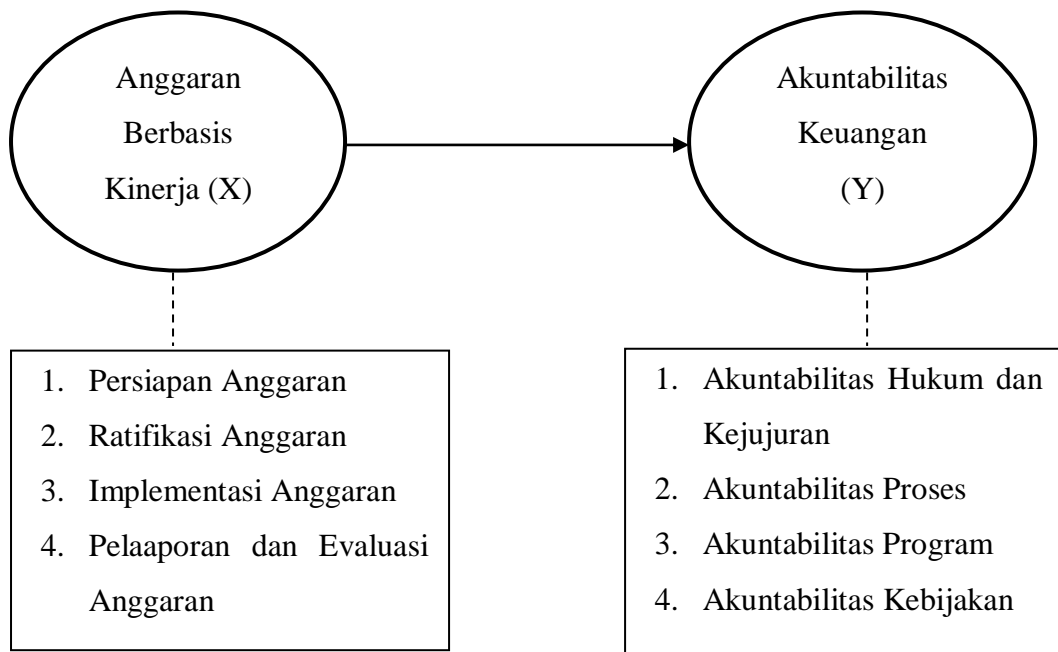 Anggaran
Berbasis
Kinerja (X)
Akuntabilitas
Keuangan
(Y)
1. Persiapan Anggaran
2. Ratifikasi Anggaran
3. Implementasi Anggaran
4. Pelaaporan dan Evaluasi
Anggaran
1. Akuntabilitas Hukum dan
Kejujuran
2. Akuntabilitas Proses
3. Akuntabilitas Program
4. Akuntabilitas Kebijakan